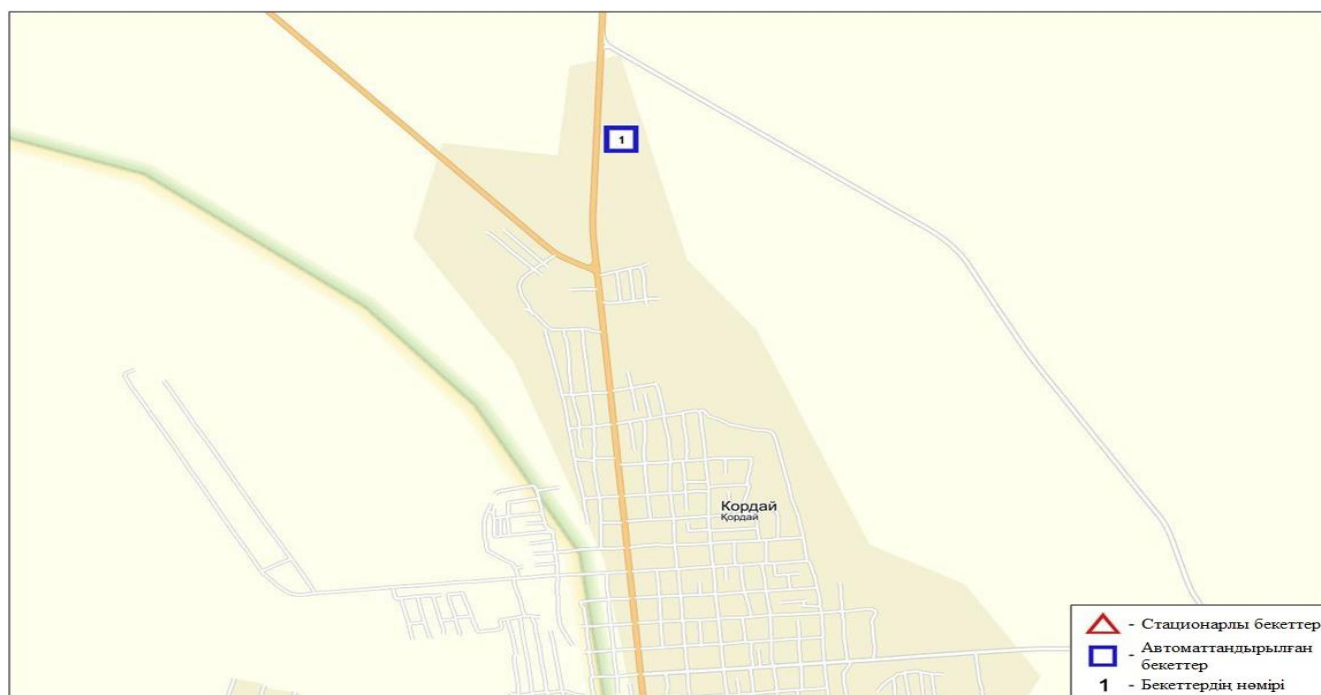 1
Кордай
Қордай
- Стационарлы бекеттер
- Автоматтандырылған
бекеттер
1 - Бекеттердің нөмірі